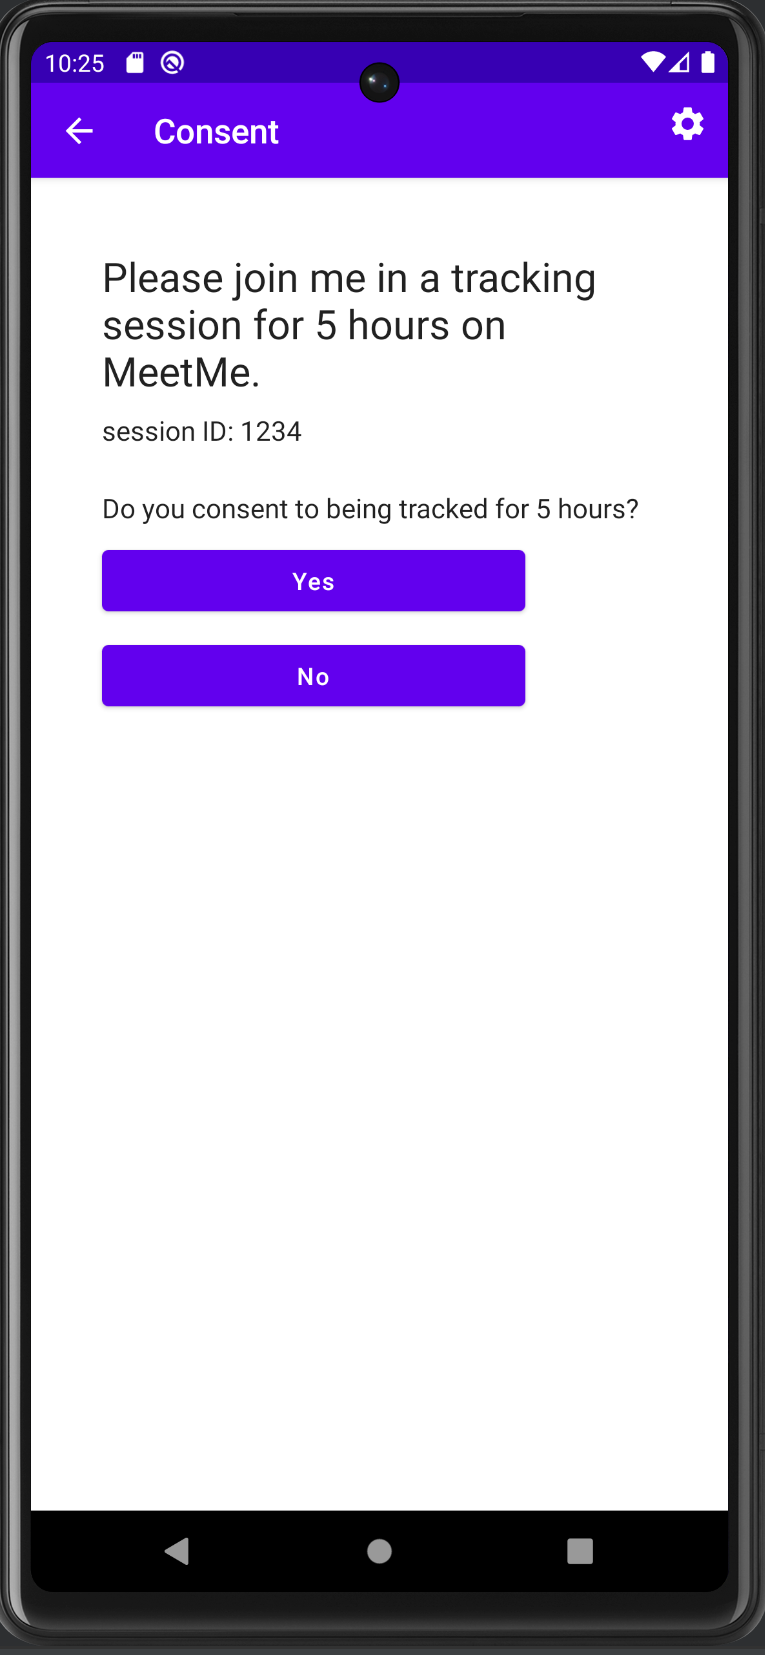 10:25
Consent
Please join me in a tracking
session for 5 hours on
MeetMe.
session ID: 1234
Do you consent to being tracked for 5 hours?
Yes
No